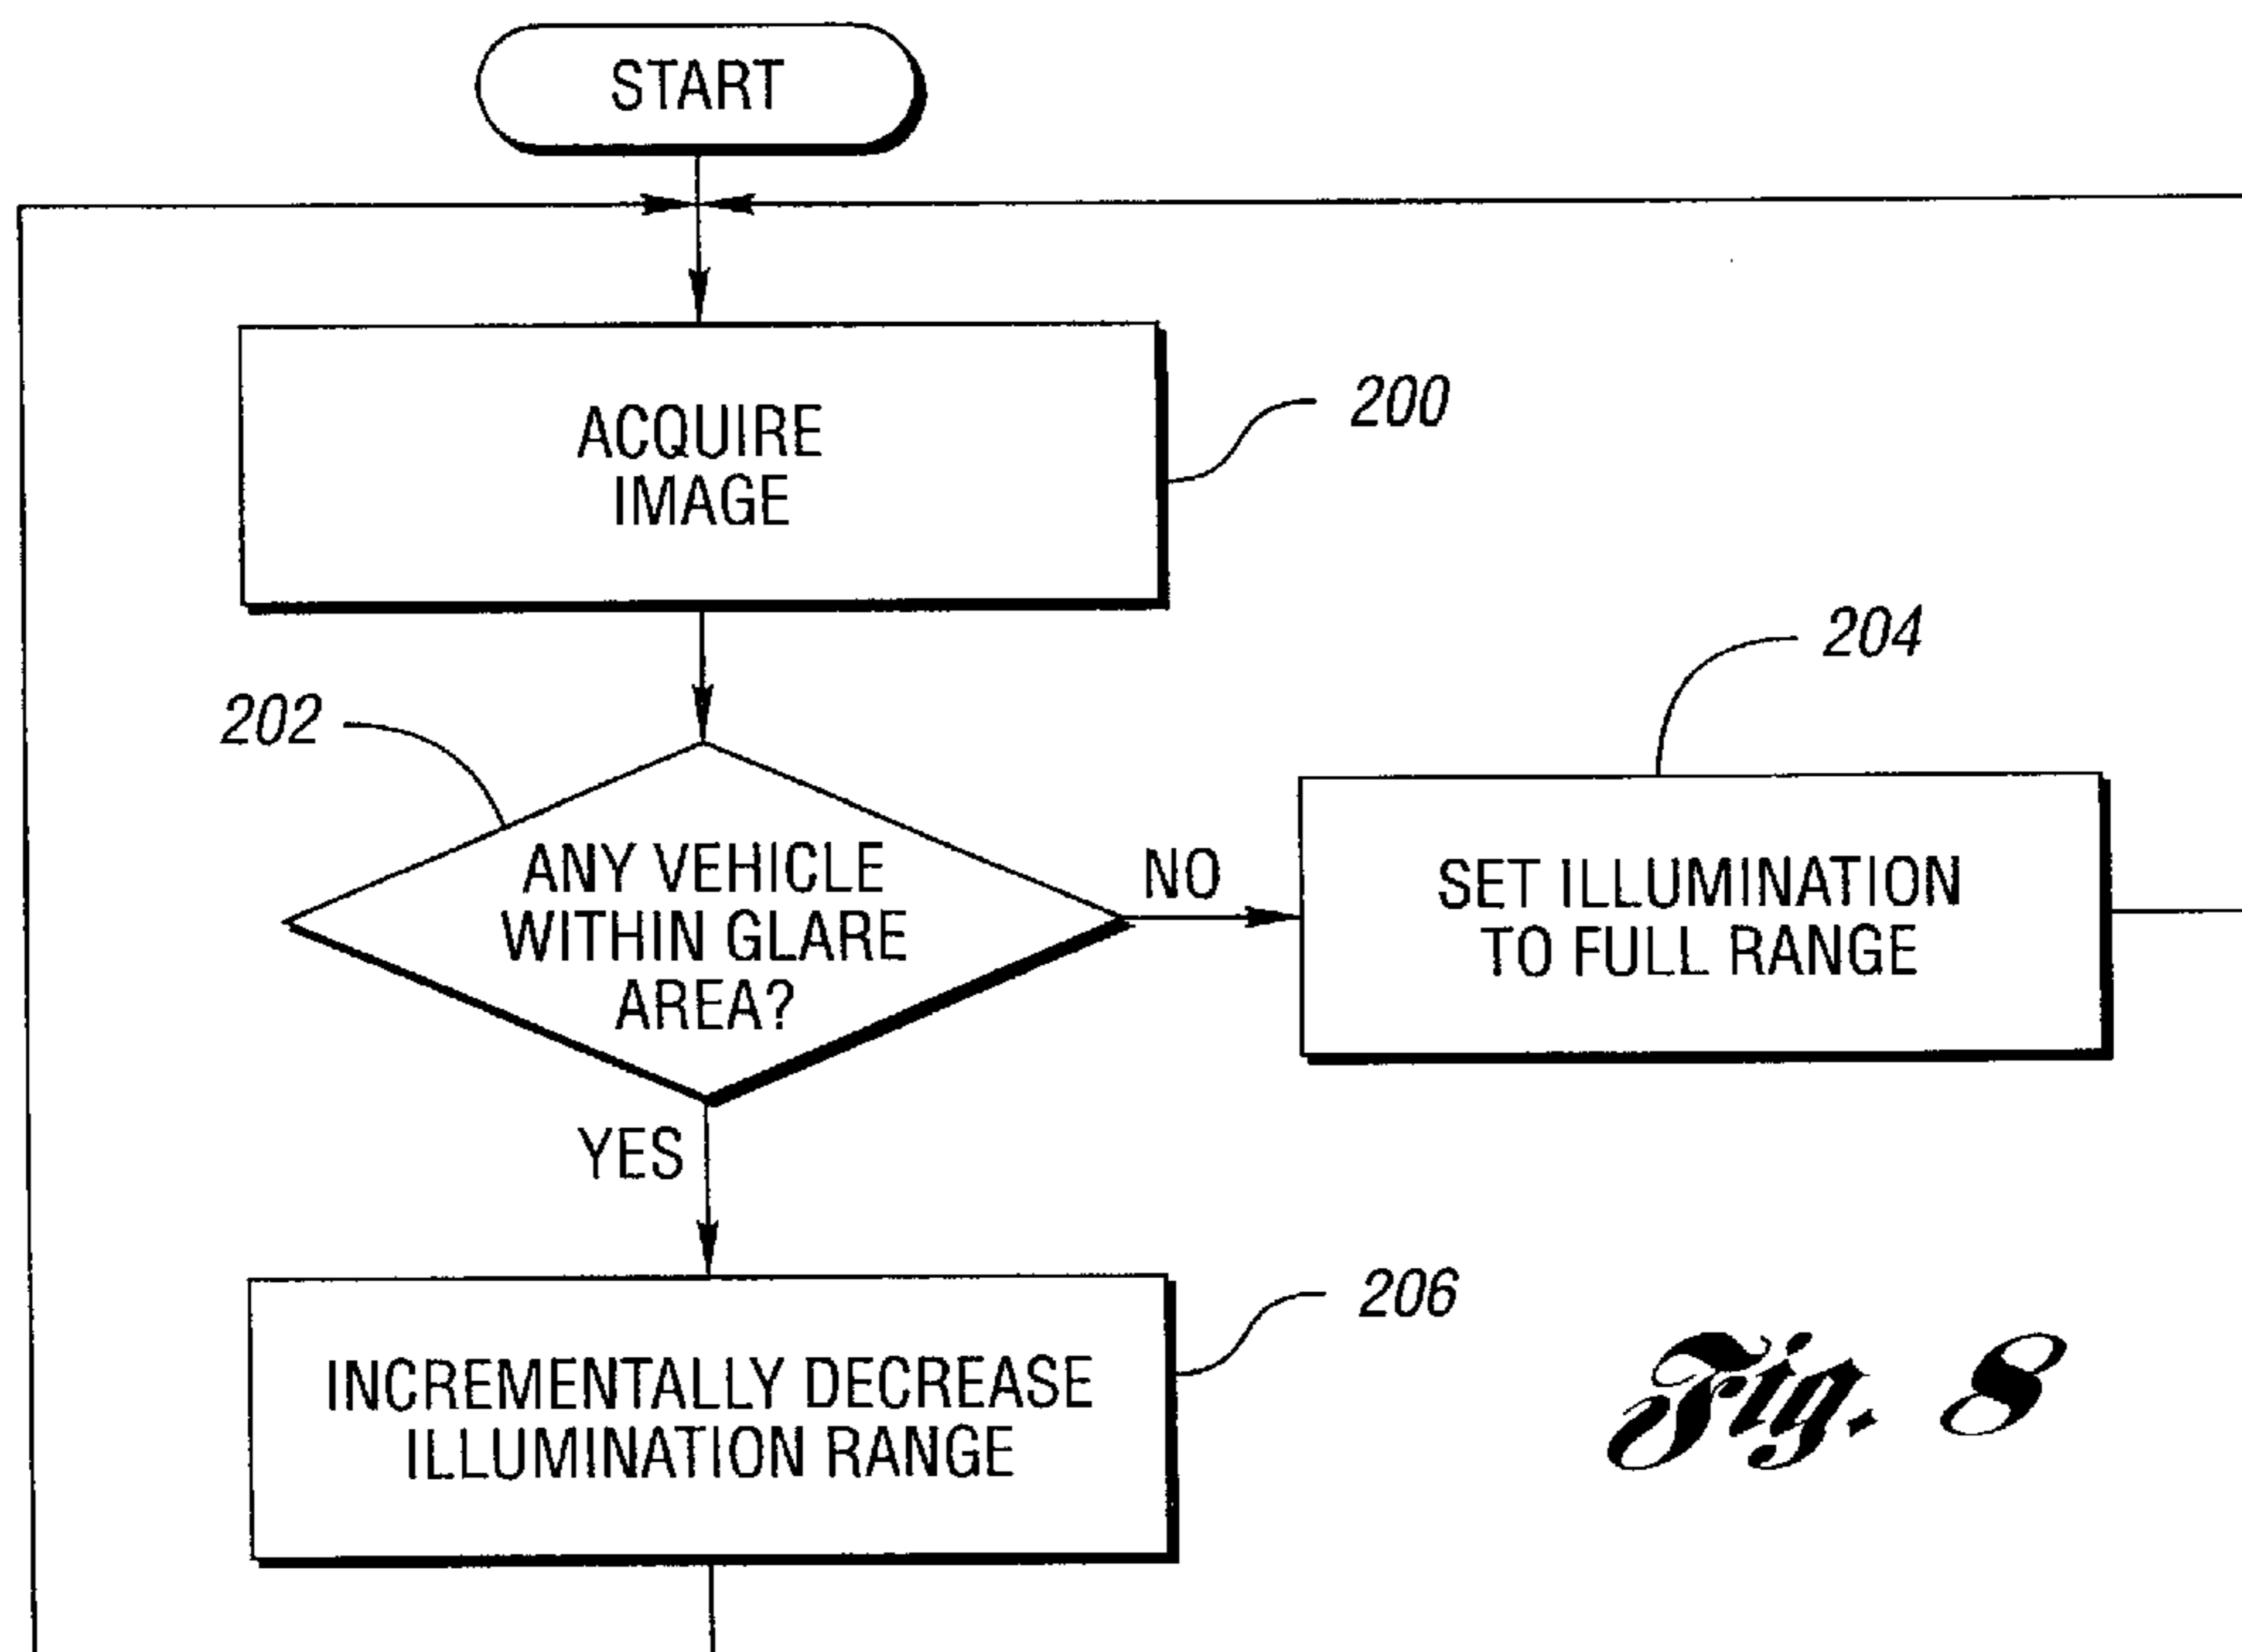 START
ACQUIRE
IMAGE
200
202
ANY VEHICLE
WITHIN GLARE
AREA?
NO
204
SET ILLUMINATION
TO FULL RANGE
YES
INCREMENTALLY DECREASE
ILLUMINATION RANGE
206
Fig. 8